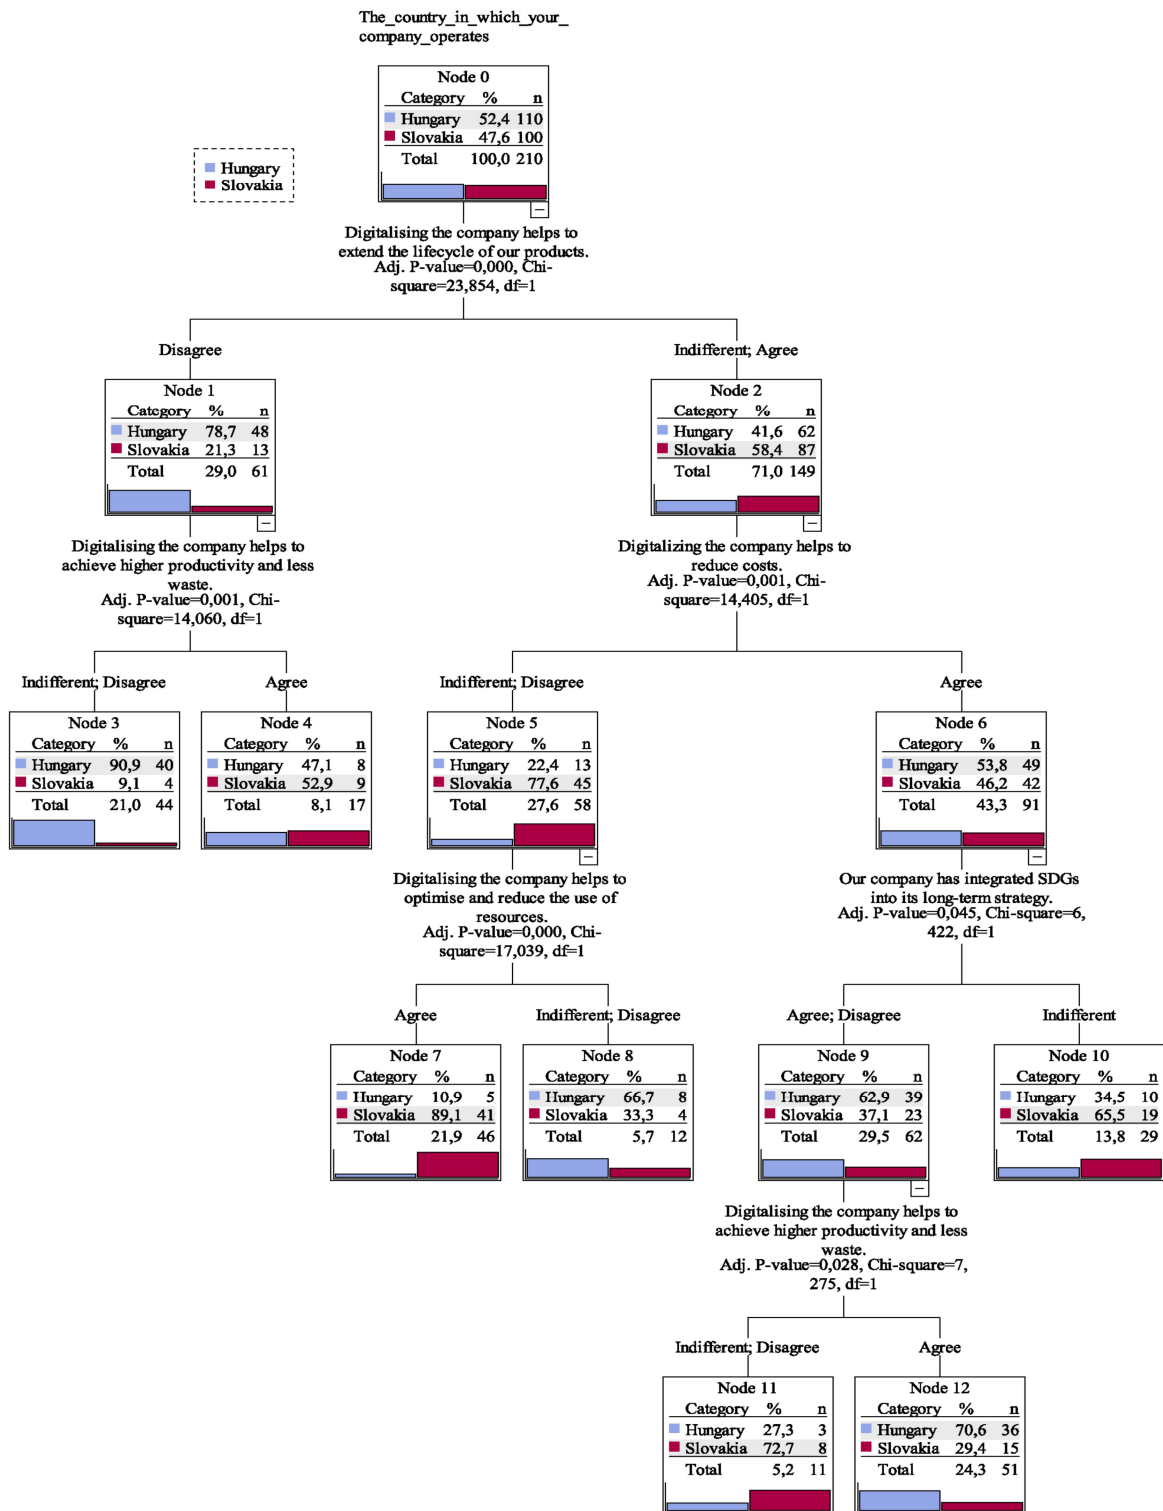 The_country_in_which_your_
company_operates
Node 0
Category % n
Hungary 52,4 110
Slovakia 47,6 100
Total 100,0 210
Hungary
Slovakia
Digitalising the company helps to
extend the lifecycle of our products.
Adj. P-value=0,000, Chi-
square=23,854, df=1
Disagree
Indifferent; Agree
Node 1
Category % n
Hungary 78,7 48
Slovakia 21,3 13
Total 29,0 61
Node 2
Category % n
Hungary 41,6 62
Slovakia 58,4 87
Total 71,0 149
Digitalising the company helps to
achieve higher productivity and less
waste.
Adj. P-value=0,001, Chi-
square=14,060, df=1
Digitalizing the company helps to
reduce costs.
Adj. P-value=0,001, Chi-
square=14,405, df=1
Indifferent; Disagree
Agree
Indifferent; Disagree
Agree
Node 3
Category % n
Hungary 90,9 40
Slovakia 9,1 4
Total 21,0 44
Node 4
Category % n
Hungary 47,1 8
Slovakia 52,9 9
Total 8,1 17
Node 5
Category % n
Hungary 22,4 13
Slovakia 77,6 45
Total 27,6 58
Node 6
Category % n
Hungary 53,8 49
Slovakia 46,2 42
Total 43,3 91
Digitalising the company helps to
optimise and reduce the use of
resources.
Adj. P-value=0,000, Chi-
square=17,039, df=1
Our company has integrated SDGs
into its long-term strategy.
Adj. P-value=0,045, Chi-square=6,
422, df=1
Agree
Indifferent; Disagree
Agree; Disagree
Indifferent
Node 7
Category % n
Hungary 10,9 5
Slovakia 89,1 41
Total 21,9 46
Node 8
Category % n
Hungary 66,7 8
Slovakia 33,3 4
Total 5,7 12
Node 9
Category % n
Hungary 62,9 39
Slovakia 37,1 23
Total 29,5 62
Node 10
Category % n
Hungary 34,5 10
Slovakia 65,5 19
Total 13,8 29
Digitalising the company helps to
achieve higher productivity and less
waste.
Adj. P-value=0,028, Chi-square=7,
275, df=1
Indifferent; Disagree
Agree
Node 11
Category % n
Hungary 27,3 3
Slovakia 72,7 8
Total 5,2 11
Node 12
Category % n
Hungary 70,6 36
Slovakia 29,4 15
Total 24,3 51